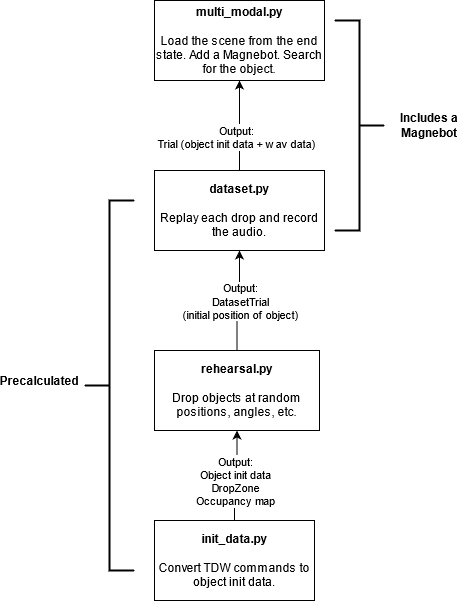 multi_modal.py
Load the scene from the end
state. Add a Magnebot. Search
for the object.
Includes a
Magnebot
Output:
Trial (object init data + wav data)
dataset.py
Replay each drop and record
the audio.
Output:
DatasetTrial
(initial position of object)
Precalculated
rehearsal.py
Drop objects at random
positions, angles, etc.
Output:
Object init data
DropZone
Occupancy map
init_data.py
Convert TDW commands to
object init data.